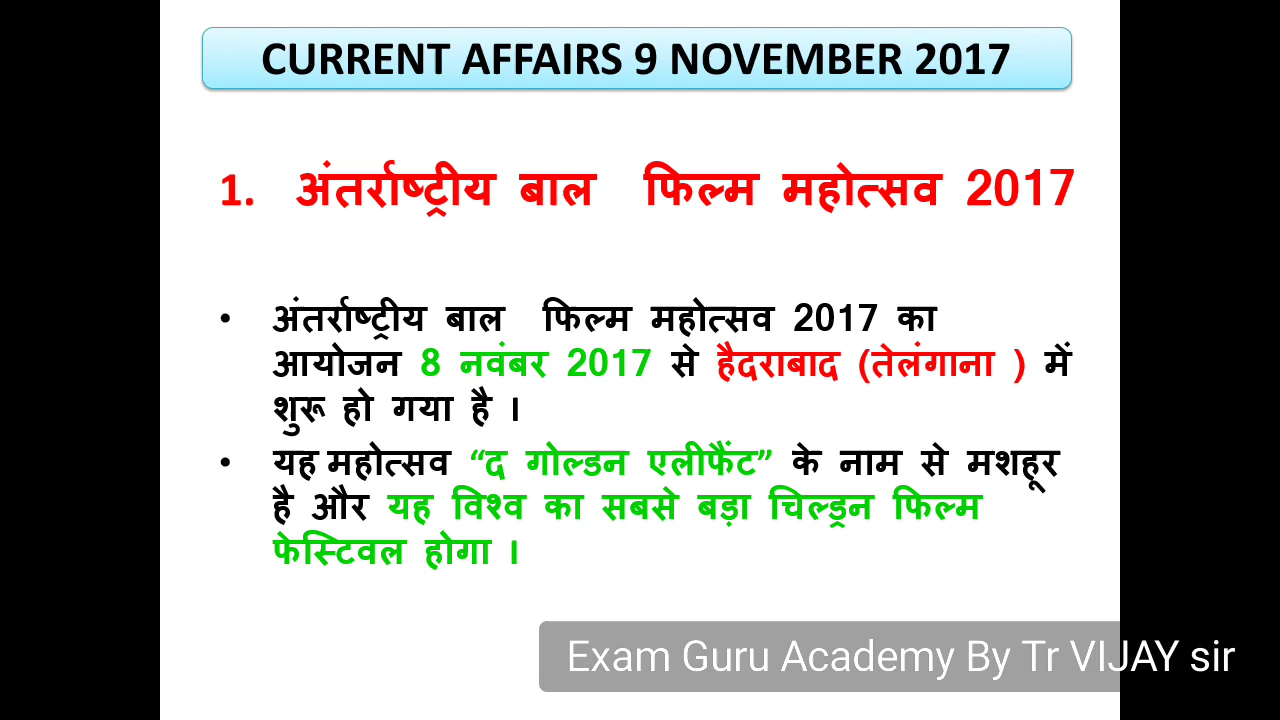 CURRENT AFFAIRS 9 NOVEMBER 2017
1. अंतर्राष्ट्रीय बाल फिल्म महोत्सव 2017
• अंतर्राष्ट्रीय बाल फिल्म महोत्सव 2017 का
आयोजन 8 नवंबर 2017 से हैदराबाद (तेलंगाना ) में
शुरू हो गया है ।
• यह महोत्सव “द गोल्डन एलीफैंट” के नाम से मशहूर
है और यह विश्व का सबसे बड़ा चिल्ड्रन फिल्म
फेस्टिवल होगा ।
Exam Guru Academy By Tr VIJAY sir